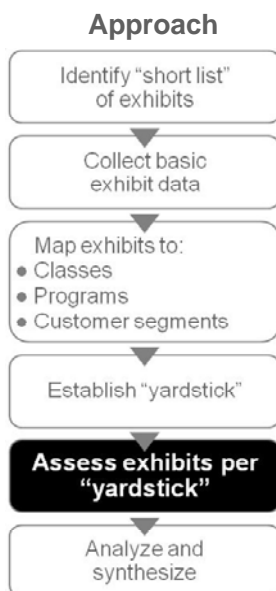 Approach
Identify “short list”
of exhibits
Collect basic
exhibit data
Map exhibits to:
● Classes
● Programs
● Customer segments
Establish “yardstick”
Assess exhibits per
“yardstick”
Analyze and
synthesize